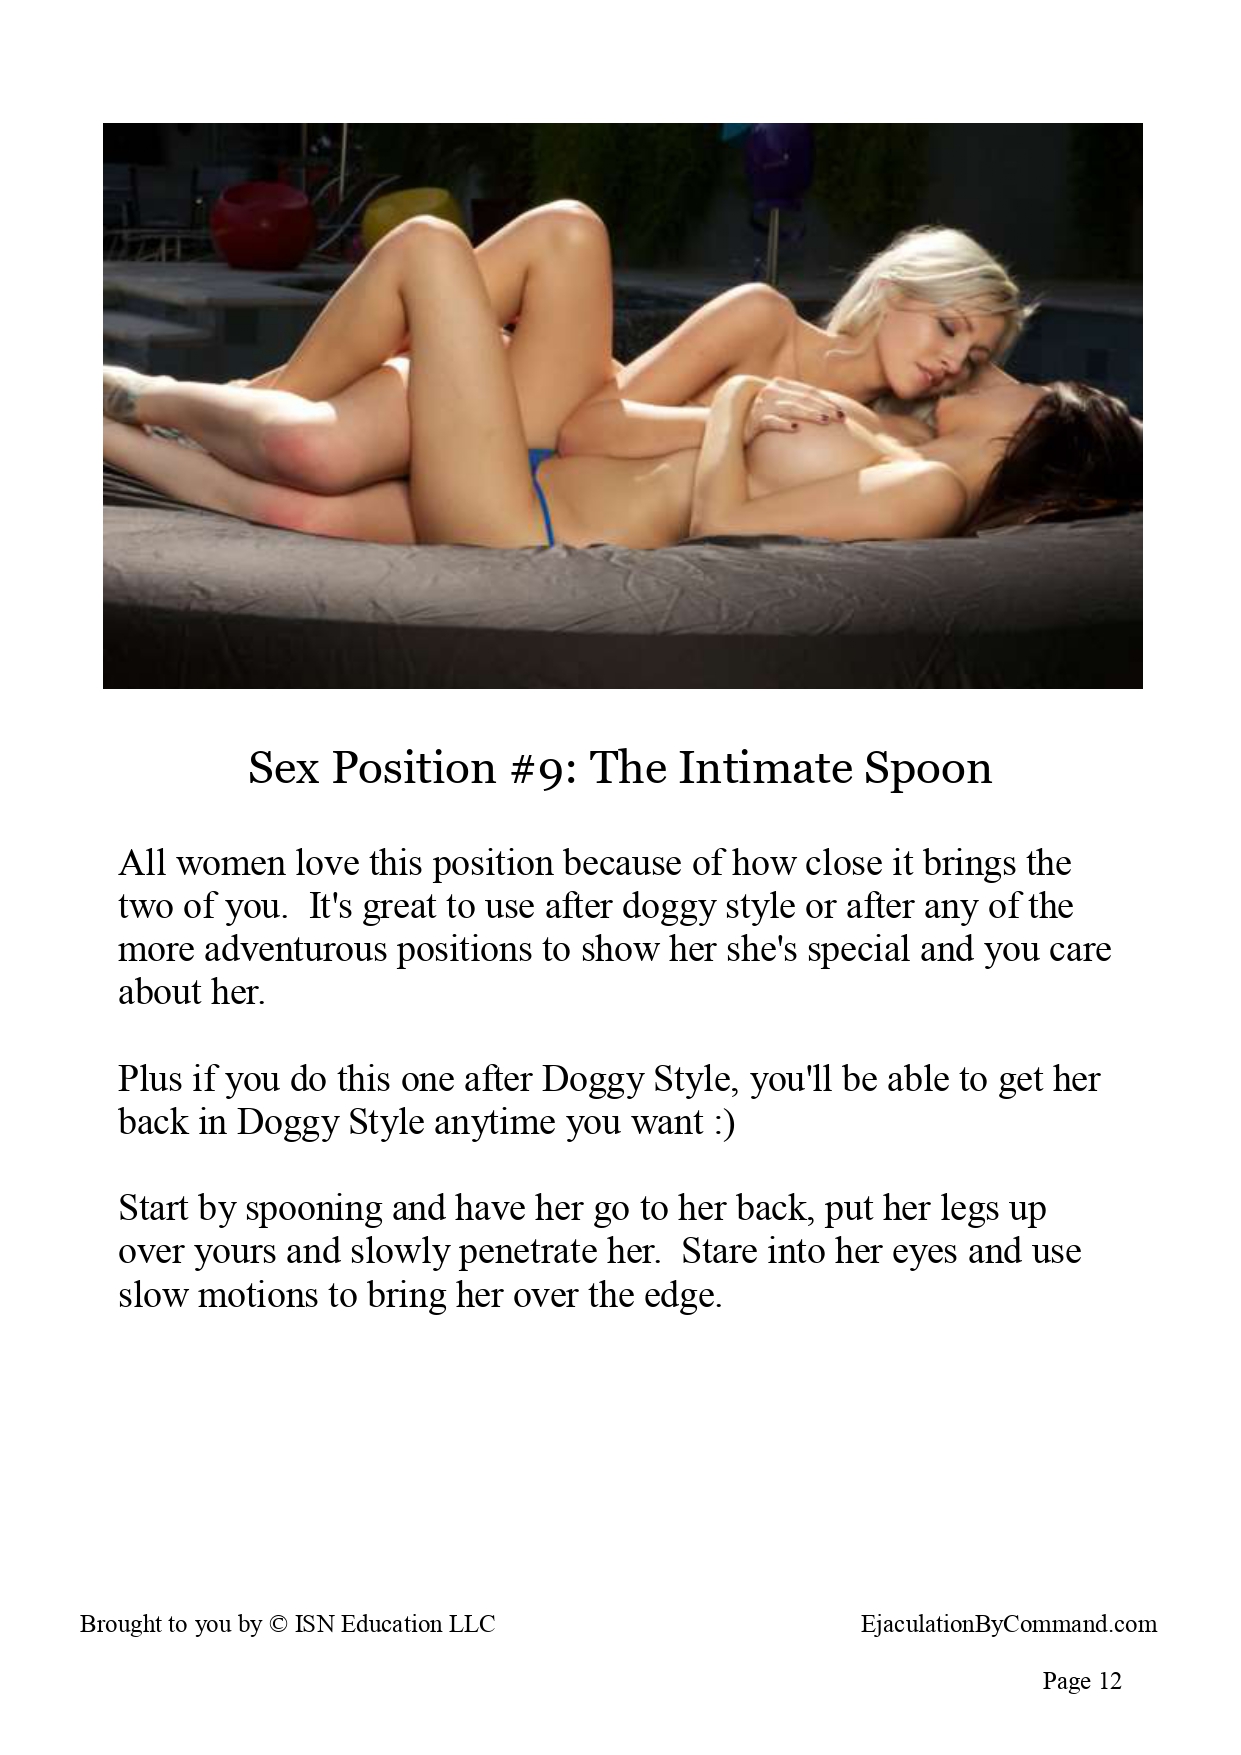 Sex Position #9: The Intimate Spoon
All women love this position because of how close it brings the
two of you.  It's great to use after doggy style or after any of the
more adventurous positions to show her she's special and you care
about her.
Plus if you do this one after Doggy Style, you'll be able to get her
back in Doggy Style anytime you want :)
Start by spooning and have her go to her back, put her legs up
over yours and slowly penetrate her.  Stare into her eyes and use
slow motions to bring her over the edge.
Brought to you by © ISN Education LLC
EjaculationByCommand.com
Page 12